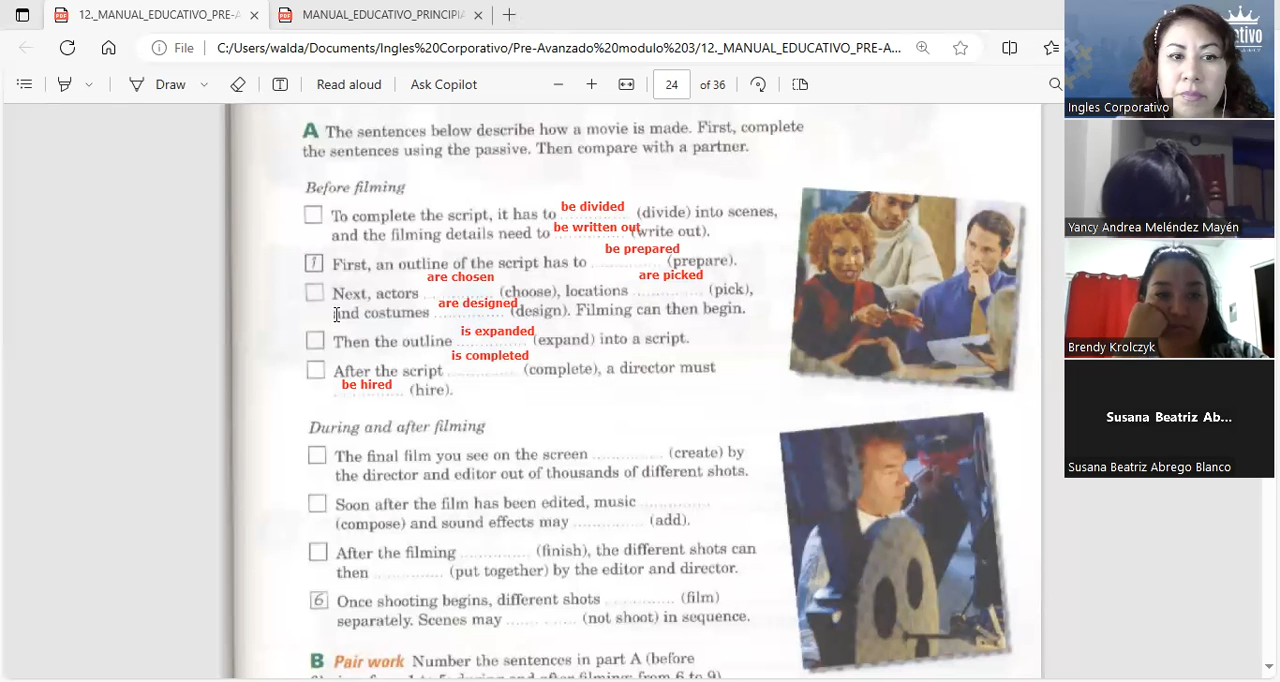 12._MANUAL_EDUCATIVO_PRE-A
MANUAL_EDUCATIVO_PRINCIPIA
File
C:/Users/walda/Documents/Ingles%20Corporativo/Pre-Avanzado%20modulo%203/12._MANUAL_EDUCATIVO_PRE-A...
Draw
Read aloud
Ask Copilot
24 of 36
A The sentences below describe how a movie is made. First, complete
the sentences using the passive. Then compare with a partner.
Before filming
be divided
To complete the script, it has to .......... (divide) into scenes,
be written out
and the filming details need to .......... (write out).
be prepared
1 First, an outline of the script has to .......... (prepare).
are chosen are picked
Next, actors .......... (choose), locations .......... (pick),
are designed
and costumes .......... (design). Filming can then begin.
is expanded
Then the outline .......... (expand) into a script.
is completed
After the script .......... (complete), a director must
be hired
.......... (hire).
During and after filming
The final film you see on the screen .......... (create) by
the director and editor out of thousands of different shots.
Soon after the film has been edited, music ..........
(compose) and sound effects may .......... (add).
After the filming .......... (finish), the different shots can
then .......... (put together) by the editor and director.
6 Once shooting begins, different shots .......... (film)
separately. Scenes may .......... (not shoot) in sequence.
B Pair work Number the sentences in part A (before
Ingles Corporativo
Yancy Andrea Meléndez Mayén
Brendy Krolczyk
Susana Beatriz Ab...
Susana Beatriz Abrego Blanco